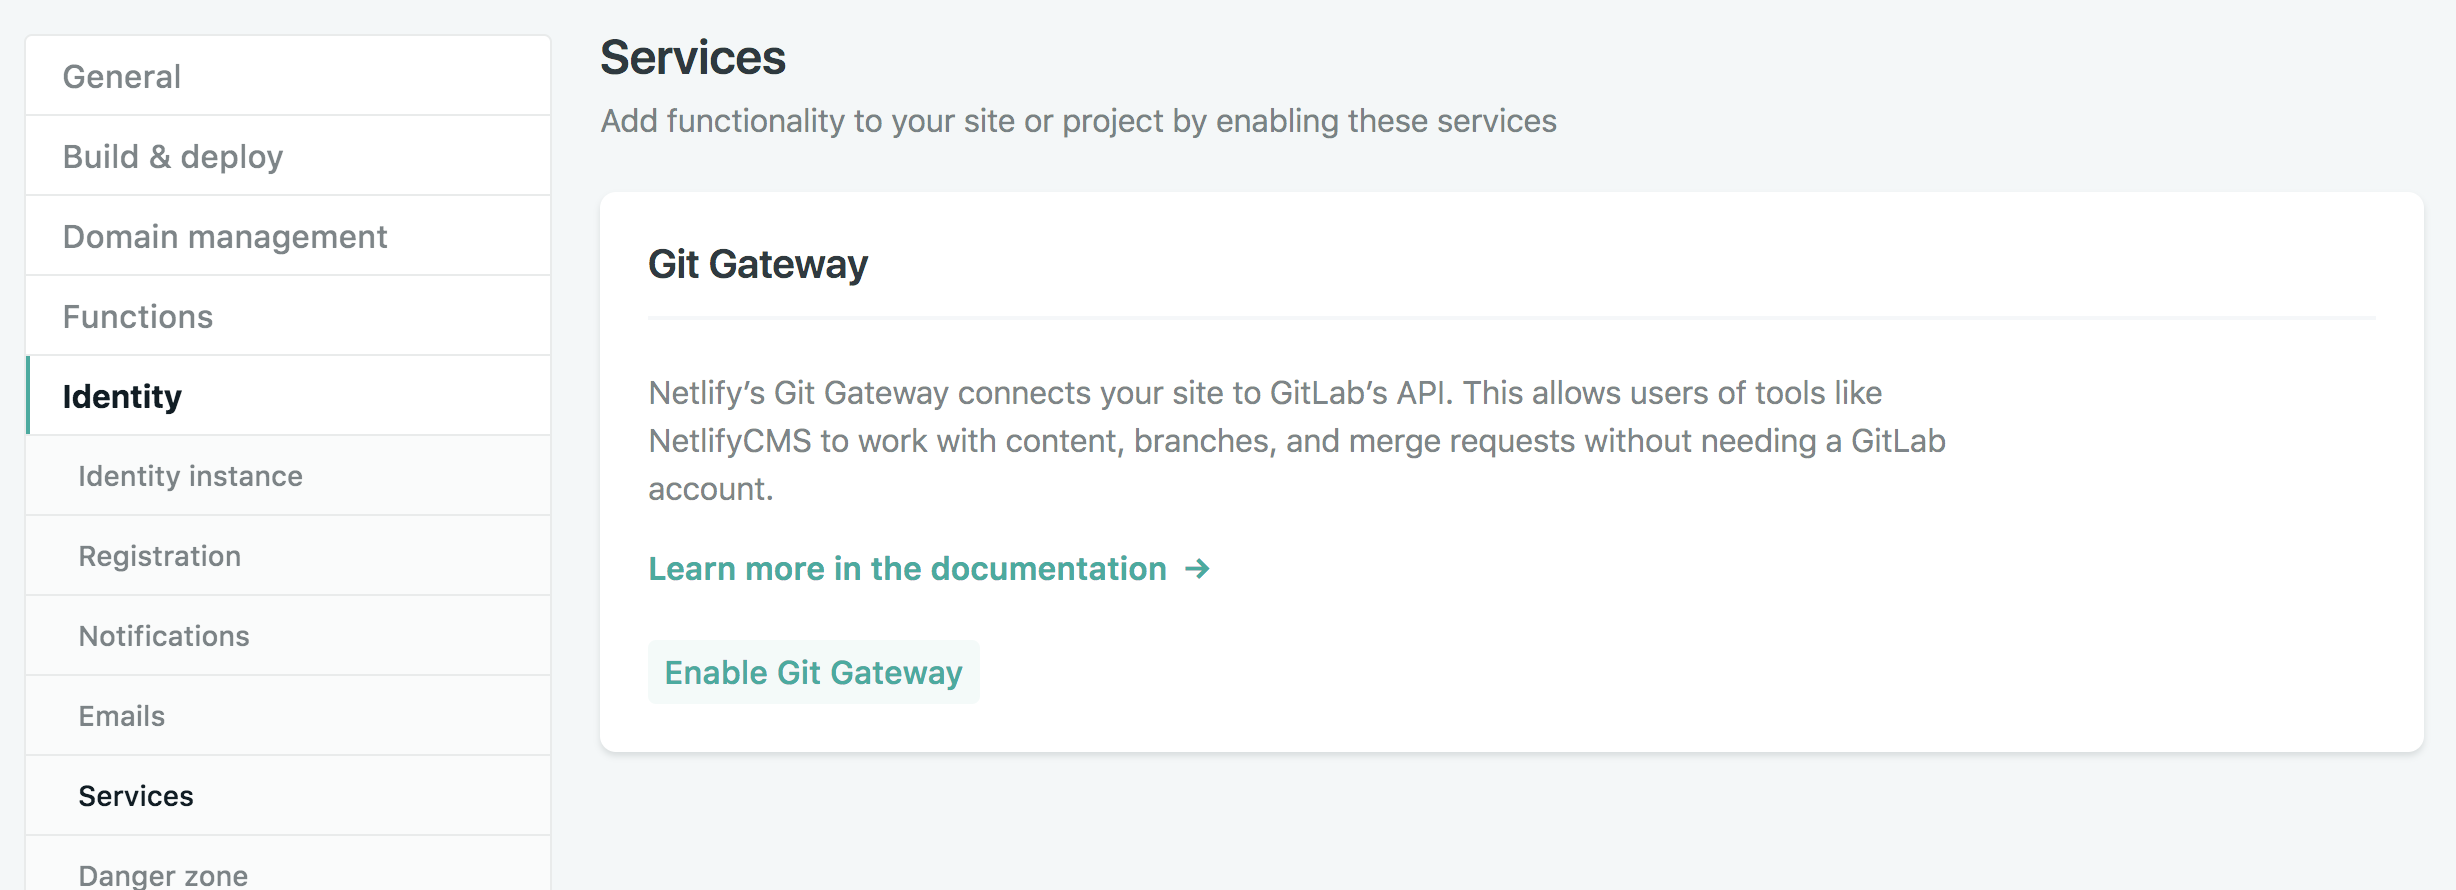 General
Build & deploy
Domain management
Functions
Identity
Identity instance
Registration
Notifications
Emails
Services
Danger zone
Services
Add functionality to your site or project by enabling these services
Git Gateway
Netlify’s Git Gateway connects your site to GitLab’s API. This allows users of tools like
NetlifyCMS to work with content, branches, and merge requests without needing a GitLab
account.
Learn more in the documentation →
Enable Git Gateway